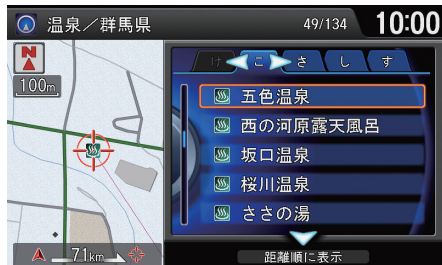 温泉／群馬県 49/134 10:00
N
100m
け こ さ し す
五色温泉
西の河原露天風呂
坂口温泉
桜川温泉
ささの湯
71km
距離順に表示